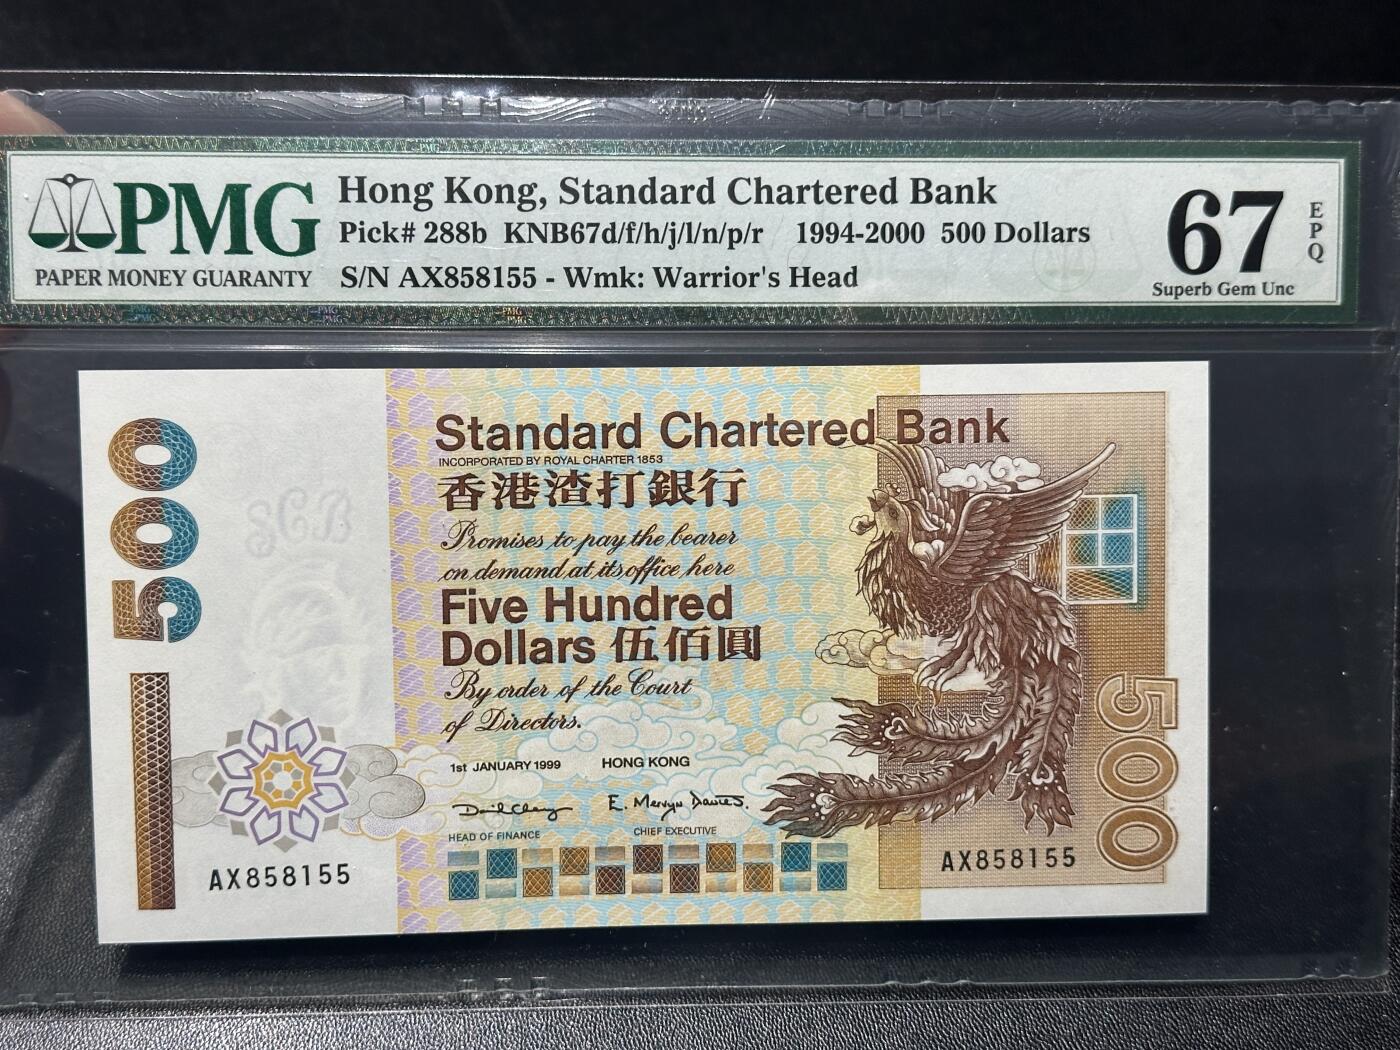 PMG
PAPER MONEY GUARANTY
Hong Kong, Standard Chartered Bank
Pick# 288b KNB67d/f/h/j/l/n/p/r 1994-2000 500 Dollars
S/N AX858155 - Wmk: Warrior's Head
67
EPQ
Superb Gem Unc
500
SCB
Standard Chartered Bank
INCORPORATED BY ROYAL CHARTER 1853
香港渣打銀行
Promises to pay the bearer
on demand at its office here
Five Hundred
Dollars 伍佰圓
By order of the Court
of Directors.
1st JANUARY 1999 HONG KONG
E. Mervyn Davies.
HEAD OF FINANCE CHIEF EXECUTIVE
AX858155
AX858155
500